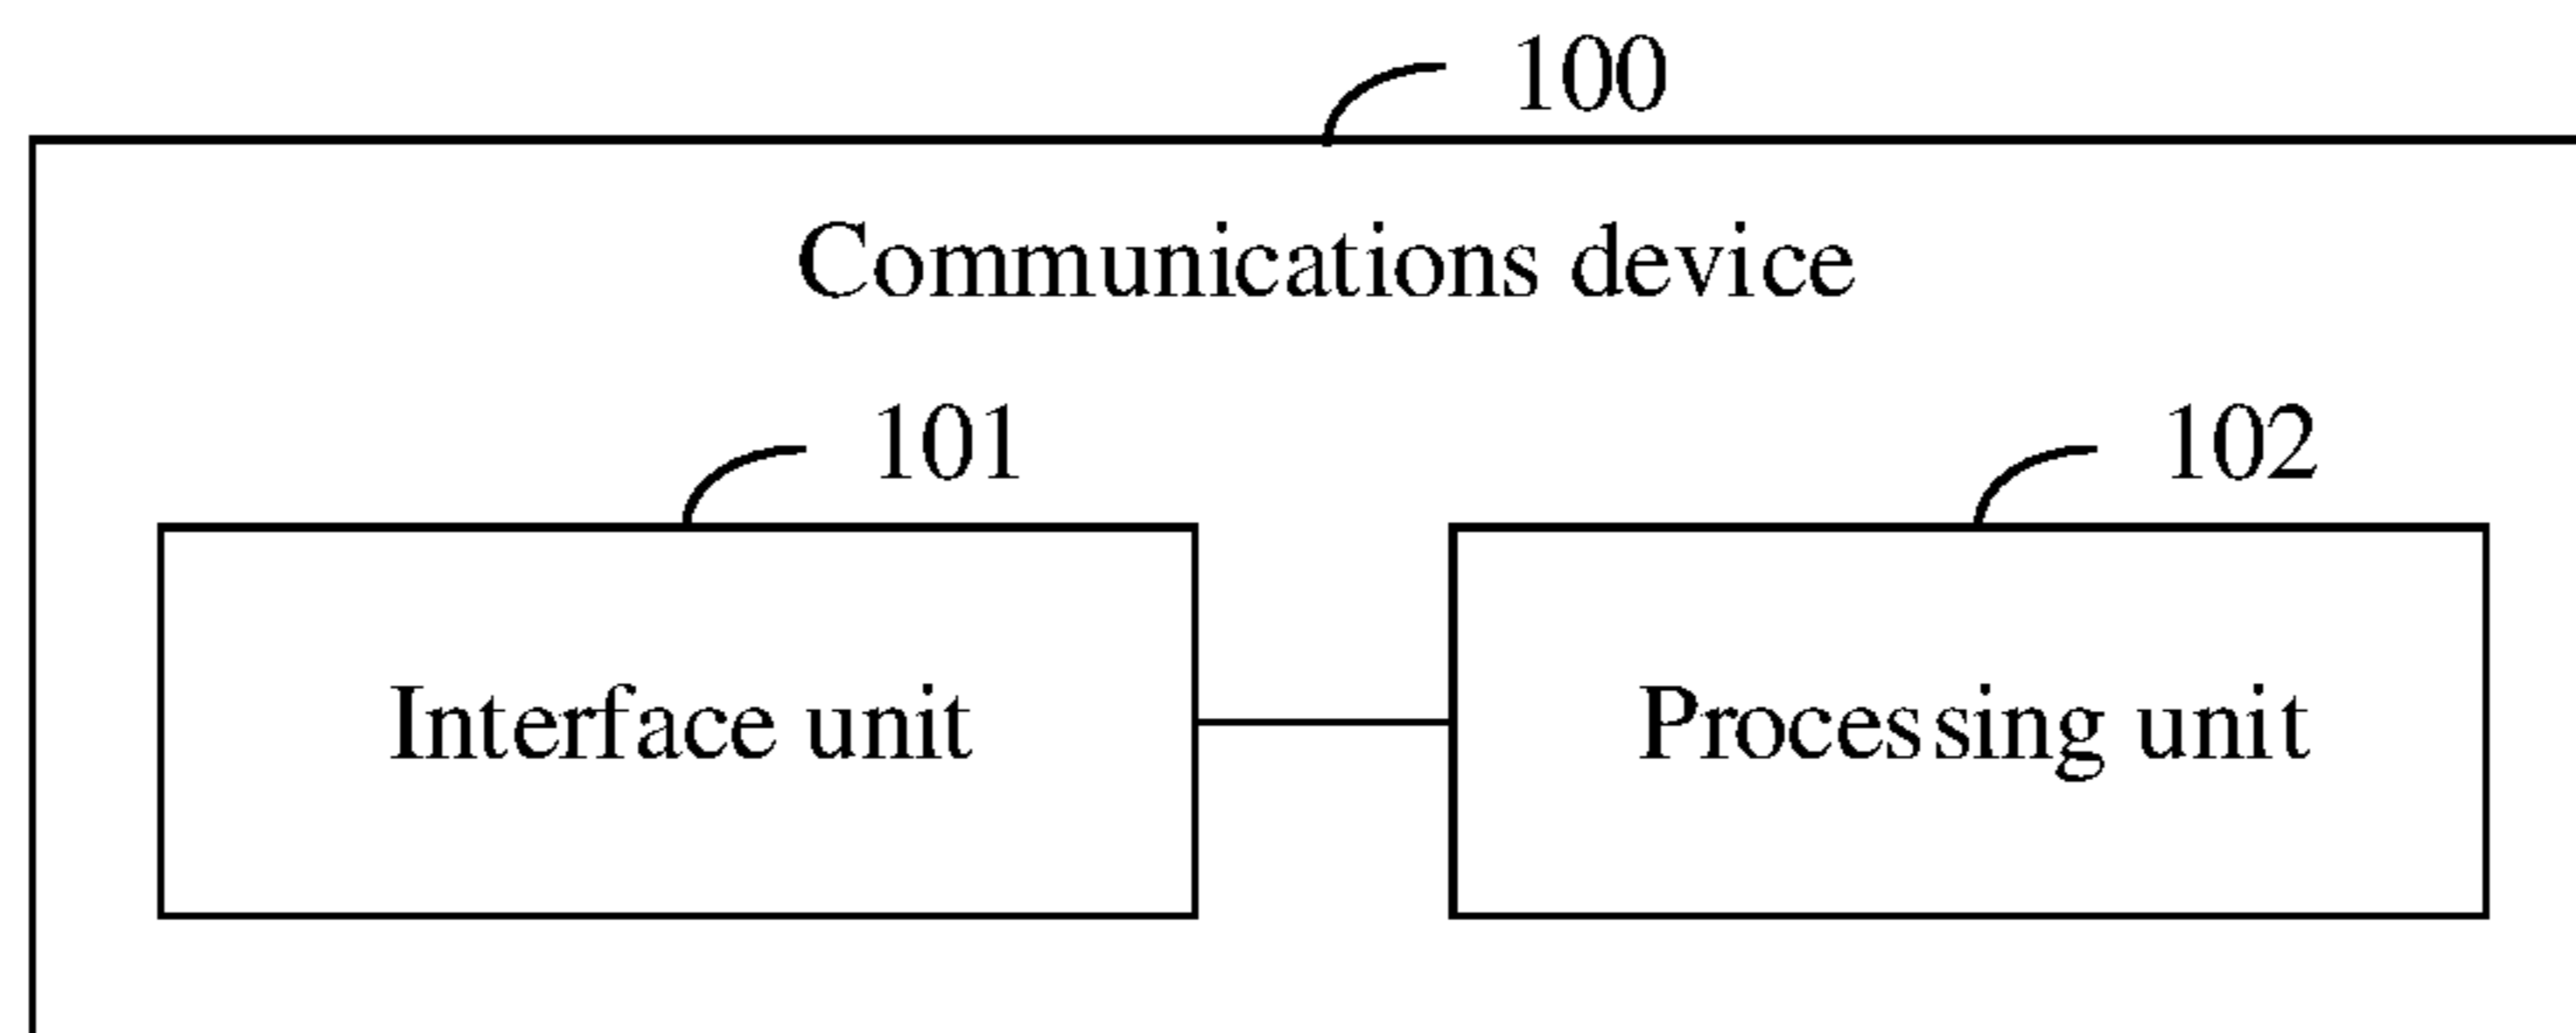 100
Communications device
101
102
Interface unit
Processing unit